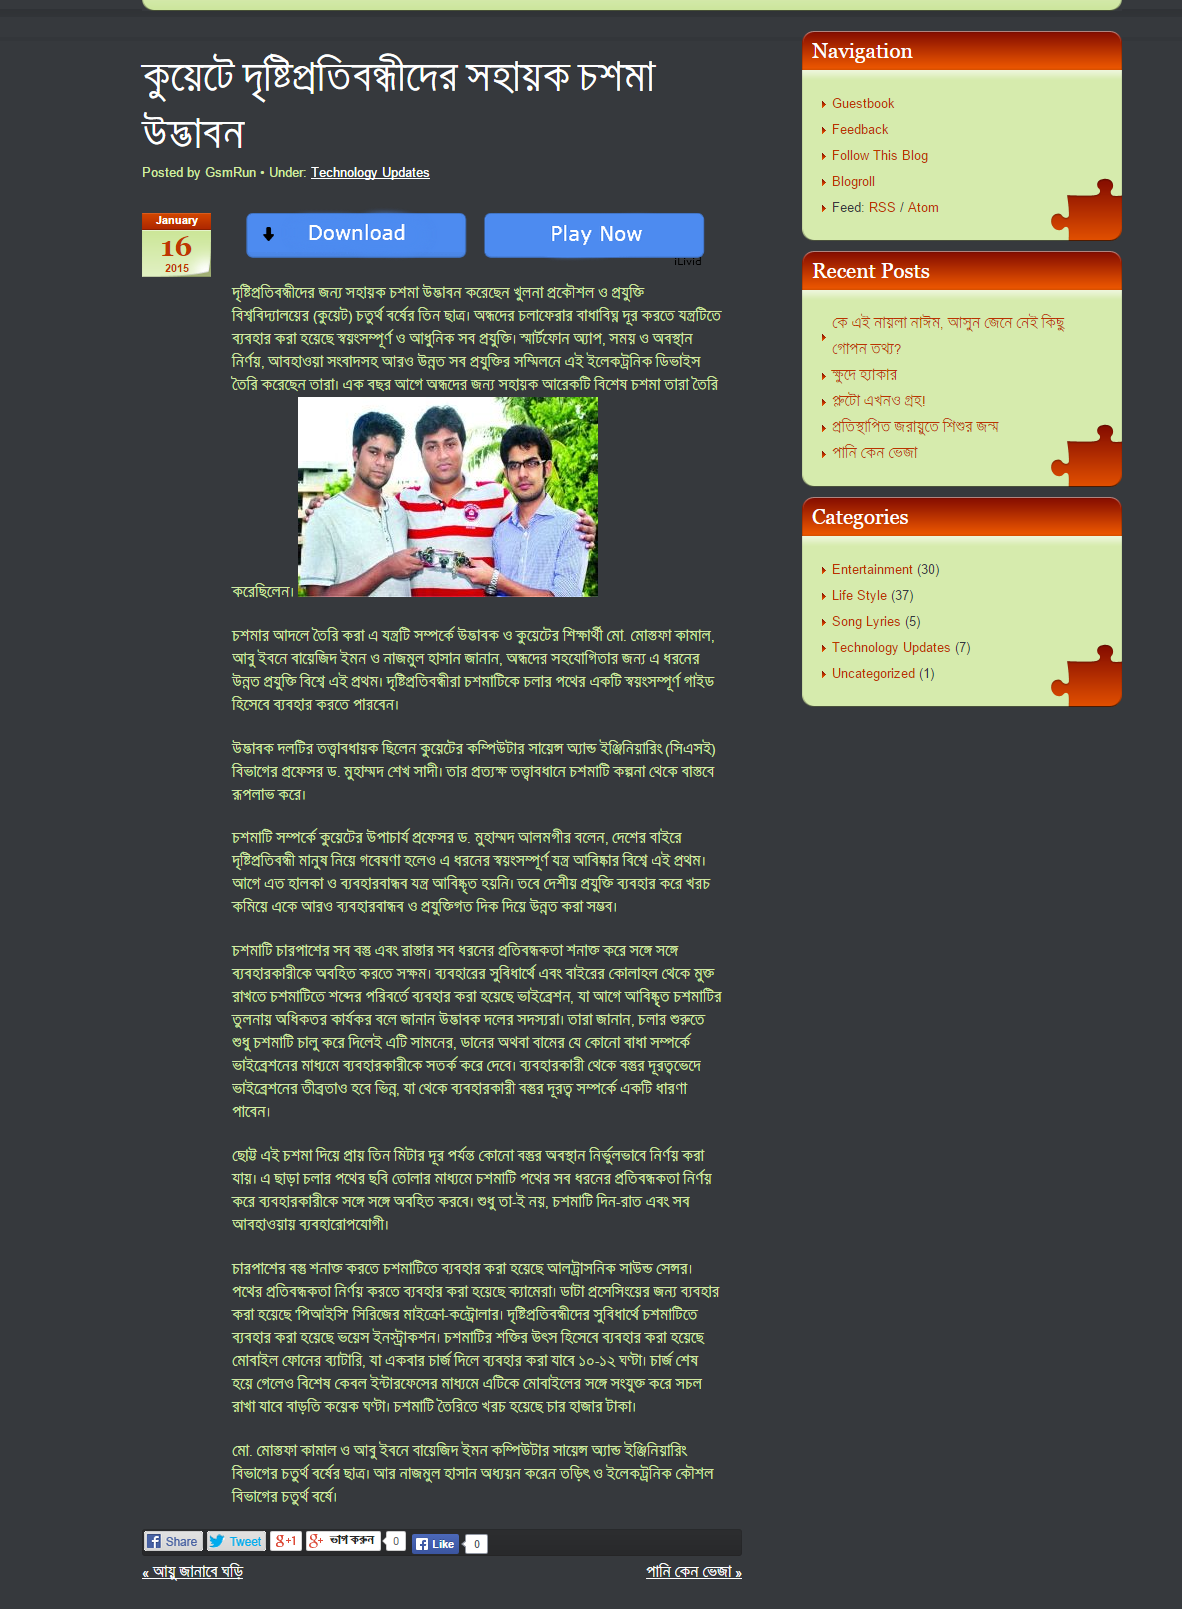 কুয়েটে দৃষ্টিপ্রতিবন্ধীদের সহায়ক চশমা
উদ্ভাবন
Posted by GsmRun • Under: Technology Updates
January
16
2015
Download
Play Now
iLivid
দৃষ্টিপ্রতিবন্ধীদের জন্য সহায়ক চশমা উদ্ভাবন করেছেন খুলনা প্রকৌশল ও প্রযুক্তি
বিশ্ববিদ্যালয়ের (কুয়েট) চতুর্থ বর্ষের তিন ছাত্র। অন্ধদের চলাফেরার বাধাবিঘ্ন দূর করতে যন্ত্রটিতে
ব্যবহার করা হয়েছে স্বয়ংসম্পূর্ণ ও আধুনিক সব প্রযুক্তি। স্মার্টফোন অ্যাপ, সময় ও অবস্থান
নির্ণয়, আবহাওয়া সংবাদসহ আরও উন্নত সব প্রযুক্তির সম্মিলনে এই ইলেকট্রনিক ডিভাইস
তৈরি করেছেন তারা। এক বছর আগে অন্ধদের জন্য সহায়ক আরেকটি বিশেষ চশমা তারা তৈরি
করেছিলেন।
চশমার আদলে তৈরি করা এ যন্ত্রটি সম্পর্কে উদ্ভাবক ও কুয়েটের শিক্ষার্থী মো. মোস্তফা কামাল,
আবু ইবনে বায়েজিদ ইমন ও নাজমুল হাসান জানান, অন্ধদের সহযোগিতার জন্য এ ধরনের
উন্নত প্রযুক্তি বিশ্বে এই প্রথম। দৃষ্টিপ্রতিবন্ধীরা চশমাটিকে চলার পথের একটি স্বয়ংসম্পূর্ণ গাইড
হিসেবে ব্যবহার করতে পারবেন।
উদ্ভাবক দলটির তত্ত্বাবধায়ক ছিলেন কুয়েটের কম্পিউটার সায়েন্স অ্যান্ড ইঞ্জিনিয়ারিং (সিএসই)
বিভাগের প্রফেসর ড. মুহাম্মদ শেখ সাদী। তার প্রত্যক্ষ তত্ত্বাবধানে চশমাটি কল্পনা থেকে বাস্তবে
রূপলাভ করে।
চশমাটি সম্পর্কে কুয়েটের উপাচার্য প্রফেসর ড. মুহাম্মদ আলমগীর বলেন, দেশের বাইরে
দৃষ্টিপ্রতিবন্ধী মানুষ নিয়ে গবেষণা হলেও এ ধরনের স্বয়ংসম্পূর্ণ যন্ত্র আবিষ্কার বিশ্বে এই প্রথম।
আগে এত হালকা ও ব্যবহারবান্ধব যন্ত্র আবিষ্কৃত হয়নি। তবে দেশীয় প্রযুক্তি ব্যবহার করে খরচ
কমিয়ে একে আরও ব্যবহারবান্ধব ও প্রযুক্তিগত দিক দিয়ে উন্নত করা সম্ভব।
চশমাটি চারপাশের সব বস্তু এবং রাস্তার সব ধরনের প্রতিবন্ধকতা শনাক্ত করে সঙ্গে সঙ্গে
ব্যবহারকারীকে অবহিত করতে সক্ষম। ব্যবহারের সুবিধার্থে এবং বাইরের কোলাহল থেকে মুক্ত
রাখতে চশমাটিতে শব্দের পরিবর্তে ব্যবহার করা হয়েছে ভাইব্রেশন, যা আগে আবিষ্কৃত চশমাটির
তুলনায় অধিকতর কার্যকর বলে জানান উদ্ভাবক দলের সদস্যরা। তারা জানান, চলার শুরুতে
শুধু চশমাটি চালু করে দিলেই এটি সামনের, ডানের অথবা বামের যে কোনো বাধা সম্পর্কে
ভাইব্রেশনের মাধ্যমে ব্যবহারকারীকে সতর্ক করে দেবে। ব্যবহারকারী থেকে বস্তুর দূরত্বভেদে
ভাইব্রেশনের তীব্রতাও হবে ভিন্ন, যা থেকে ব্যবহারকারী বস্তুর দূরত্ব সম্পর্কে একটি ধারণা
পাবেন।
ছোট্ট এই চশমা দিয়ে প্রায় তিন মিটার দূর পর্যন্ত কোনো বস্তুর অবস্থান নির্ভুলভাবে নির্ণয় করা
যায়। এ ছাড়া চলার পথের ছবি তোলার মাধ্যমে চশমাটি পথের সব ধরনের প্রতিবন্ধকতা নির্ণয়
করে ব্যবহারকারীকে সঙ্গে সঙ্গে অবহিত করবে। শুধু তা-ই নয়, চশমাটি দিন-রাত এবং সব
আবহাওয়ায় ব্যবহারোপযোগী।
চারপাশের বস্তু শনাক্ত করতে চশমাটিতে ব্যবহার করা হয়েছে আলট্রাসনিক সাউন্ড সেন্সর।
পথের প্রতিবন্ধকতা নির্ণয় করতে ব্যবহার করা হয়েছে ক্যামেরা। ডাটা প্রসেসিংয়ের জন্য ব্যবহার
করা হয়েছে 'পিআইসি' সিরিজের মাইক্রো-কন্ট্রোলার। দৃষ্টিপ্রতিবন্ধীদের সুবিধার্থে চশমাটিতে
ব্যবহার করা হয়েছে ভয়েস ইনস্ট্রাকশন। চশমাটির শক্তির উৎস হিসেবে ব্যবহার করা হয়েছে
মোবাইল ফোনের ব্যাটারি, যা একবার চার্জ দিলে ব্যবহার করা যাবে ১০-১২ ঘণ্টা। চার্জ শেষ
হয়ে গেলেও বিশেষ কেবল ইন্টারফেসের মাধ্যমে এটিকে মোবাইলের সঙ্গে সংযুক্ত করে সচল
রাখা যাবে বাড়তি কয়েক ঘণ্টা। চশমাটি তৈরিতে খরচ হয়েছে চার হাজার টাকা।
মো. মোস্তফা কামাল ও আবু ইবনে বায়েজিদ ইমন কম্পিউটার সায়েন্স অ্যান্ড ইঞ্জিনিয়ারিং
বিভাগের চতুর্থ বর্ষের ছাত্র। আর নাজমুল হাসান অধ্যয়ন করেন তড়িৎ ও ইলেকট্রনিক কৌশল
বিভাগের চতুর্থ বর্ষে।
Share Tweet g+1 g+ ভাগ করুন 0 Like 0
« আয়ু জানাবে ঘড়ি
পানি কেন ভেজা »
Navigation
Guestbook
Feedback
Follow This Blog
Blogroll
Feed: RSS / Atom
Recent Posts
কে এই নায়লা নাঈম, আসুন জেনে নেই কিছু
গোপন তথ্য?
ক্ষুদে হ্যাকার
প্লুটো এখনও গ্রহ!
প্রতিস্থাপিত জরায়ুতে শিশুর জন্ম
পানি কেন ভেজা
Categories
Entertainment (30)
Life Style (37)
Song Lyries (5)
Technology Updates (7)
Uncategorized (1)